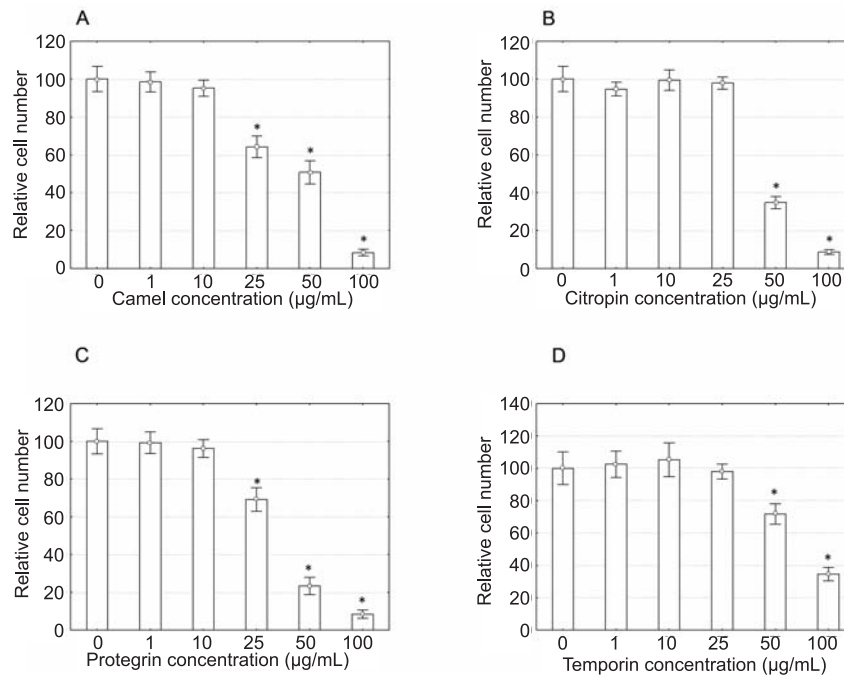 A
Relative cell number
120
100
80
60
40
20
0
* * *
0 1 10 25 50 100
Camel concentration (µg/mL)
B
Relative cell number
120
100
80
60
40
20
0
* *
0 1 10 25 50 100
Citropin concentration (µg/mL)
C
Relative cell number
120
100
80
60
40
20
0
* * *
0 1 10 25 50 100
Protegrin concentration (µg/mL)
D
Relative cell number
140
120
100
80
60
40
20
0
* *
0 1 10 25 50 100
Temporin concentration (µg/mL)